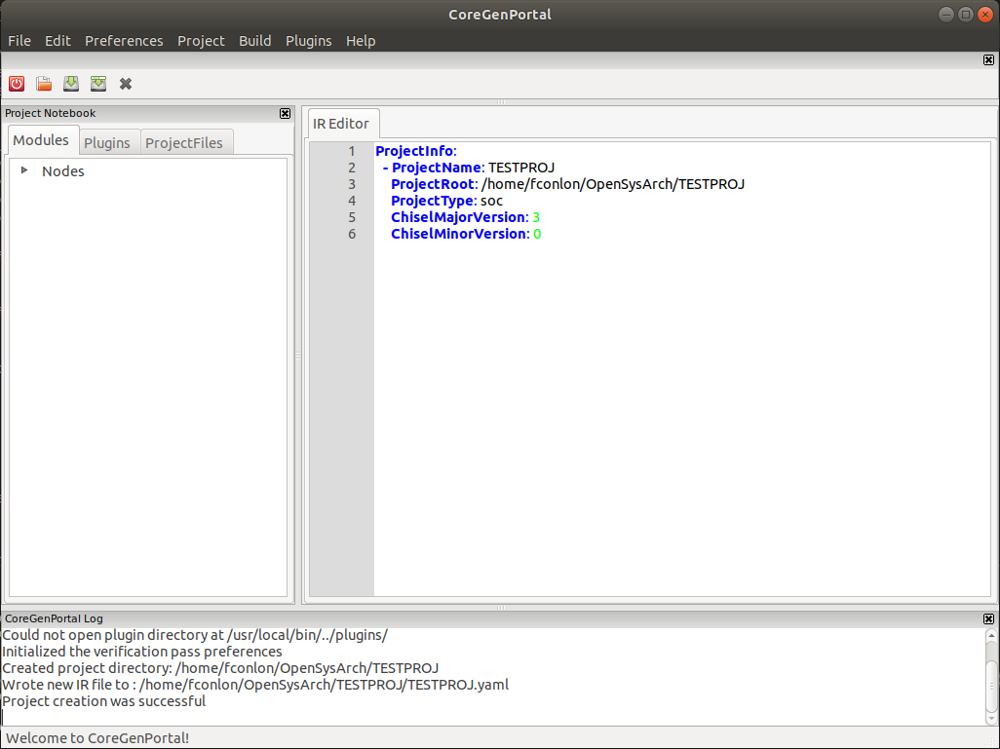 CoreGenPortal
File Edit Preferences Project Build Plugins Help
Project Notebook
Modules Plugins ProjectFiles
Nodes
IR Editor
1 ProjectInfo:
2 - ProjectName: TESTPROJ
3 ProjectRoot: /home/fconlon/OpenSysArch/TESTPROJ
4 ProjectType: soc
5 ChiselMajorVersion: 3
6 ChiselMinorVersion: 0
CoreGenPortal Log
Could not open plugin directory at /usr/local/bin/../plugins/
Initialized the verification pass preferences
Created project directory: /home/fconlon/OpenSysArch/TESTPROJ
Wrote new IR file to : /home/fconlon/OpenSysArch/TESTPROJ/TESTPROJ.yaml
Project creation was successful
Welcome to CoreGenPortal!